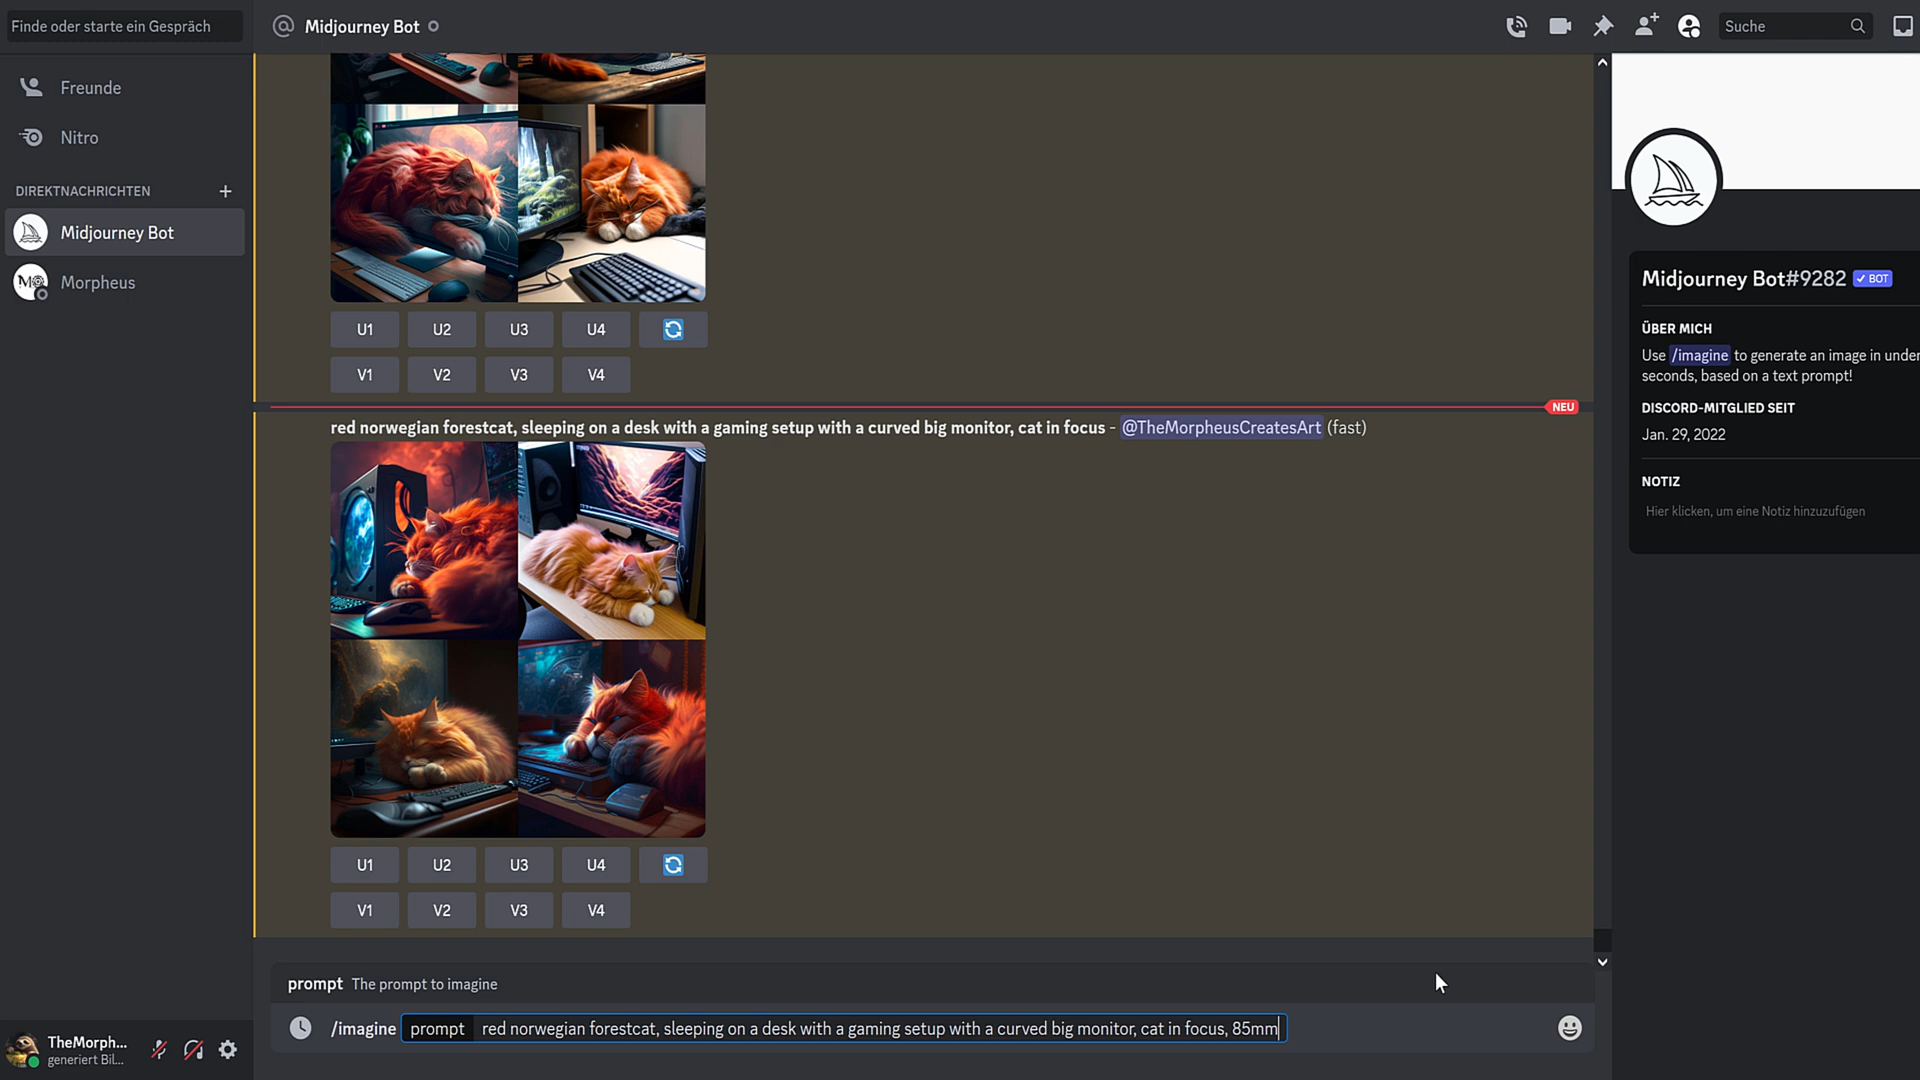 Finde oder starte ein Gespräch
Midjourney Bot
Suche
Freunde
Nitro
DIREKTNACHRICHTEN
Midjourney Bot
Morpheus
U1 U2 U3 U4
V1 V2 V3 V4
NEU
red norwegian forestcat, sleeping on a desk with a gaming setup with a curved big monitor, cat in focus - @TheMorpheusCreatesArt (fast)
U1 U2 U3 U4
V1 V2 V3 V4
prompt The prompt to imagine
/imagine prompt red norwegian forestcat, sleeping on a desk with a gaming setup with a curved big monitor, cat in focus, 85mm
TheMorph...
generiert Bil...
Midjourney Bot#9282 ✓ BOT
ÜBER MICH
Use /imagine to generate an image in under
seconds, based on a text prompt!
DISCORD-MITGLIED SEIT
Jan. 29, 2022
NOTIZ
Hier klicken, um eine Notiz hinzuzufügen